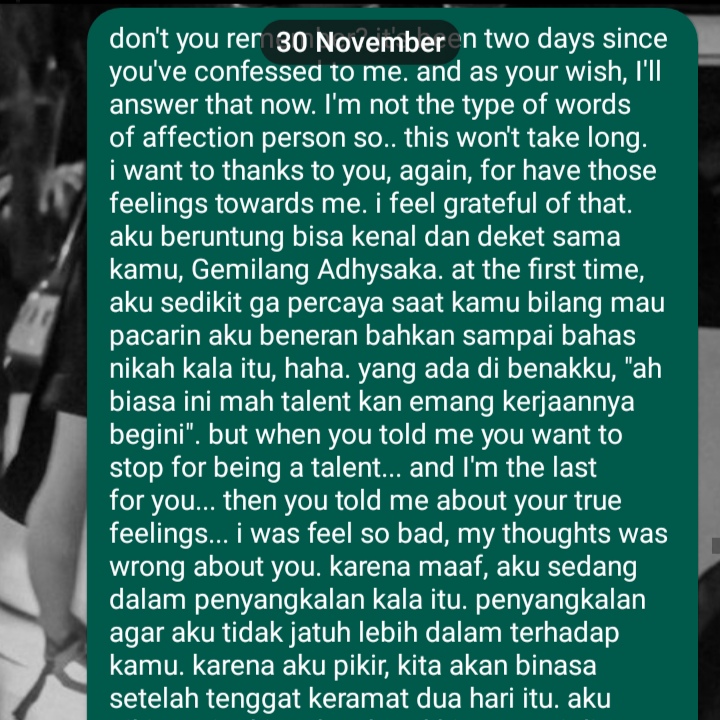 30 November
don't you rem n two days since
you've confessed to me. and as your wish, I'll
answer that now. I'm not the type of words
of affection person so.. this won't take long.
i want to thanks to you, again, for have those
feelings towards me. i feel grateful of that.
aku beruntung bisa kenal dan deket sama
kamu, Gemilang Adhysaka. at the first time,
aku sedikit ga percaya saat kamu bilang mau
pacarin aku beneran bahkan sampai bahas
nikah kala itu, haha. yang ada di benakku, "ah
biasa ini mah talent kan emang kerjaannya
begini". but when you told me you want to
stop for being a talent... and I'm the last
for you... then you told me about your true
feelings... i was feel so bad, my thoughts was
wrong about you. karena maaf, aku sedang
dalam penyangkalan kala itu. penyangkalan
agar aku tidak jatuh lebih dalam terhadap
kamu. karena aku pikir, kita akan binasa
setelah tenggat keramat dua hari itu. aku